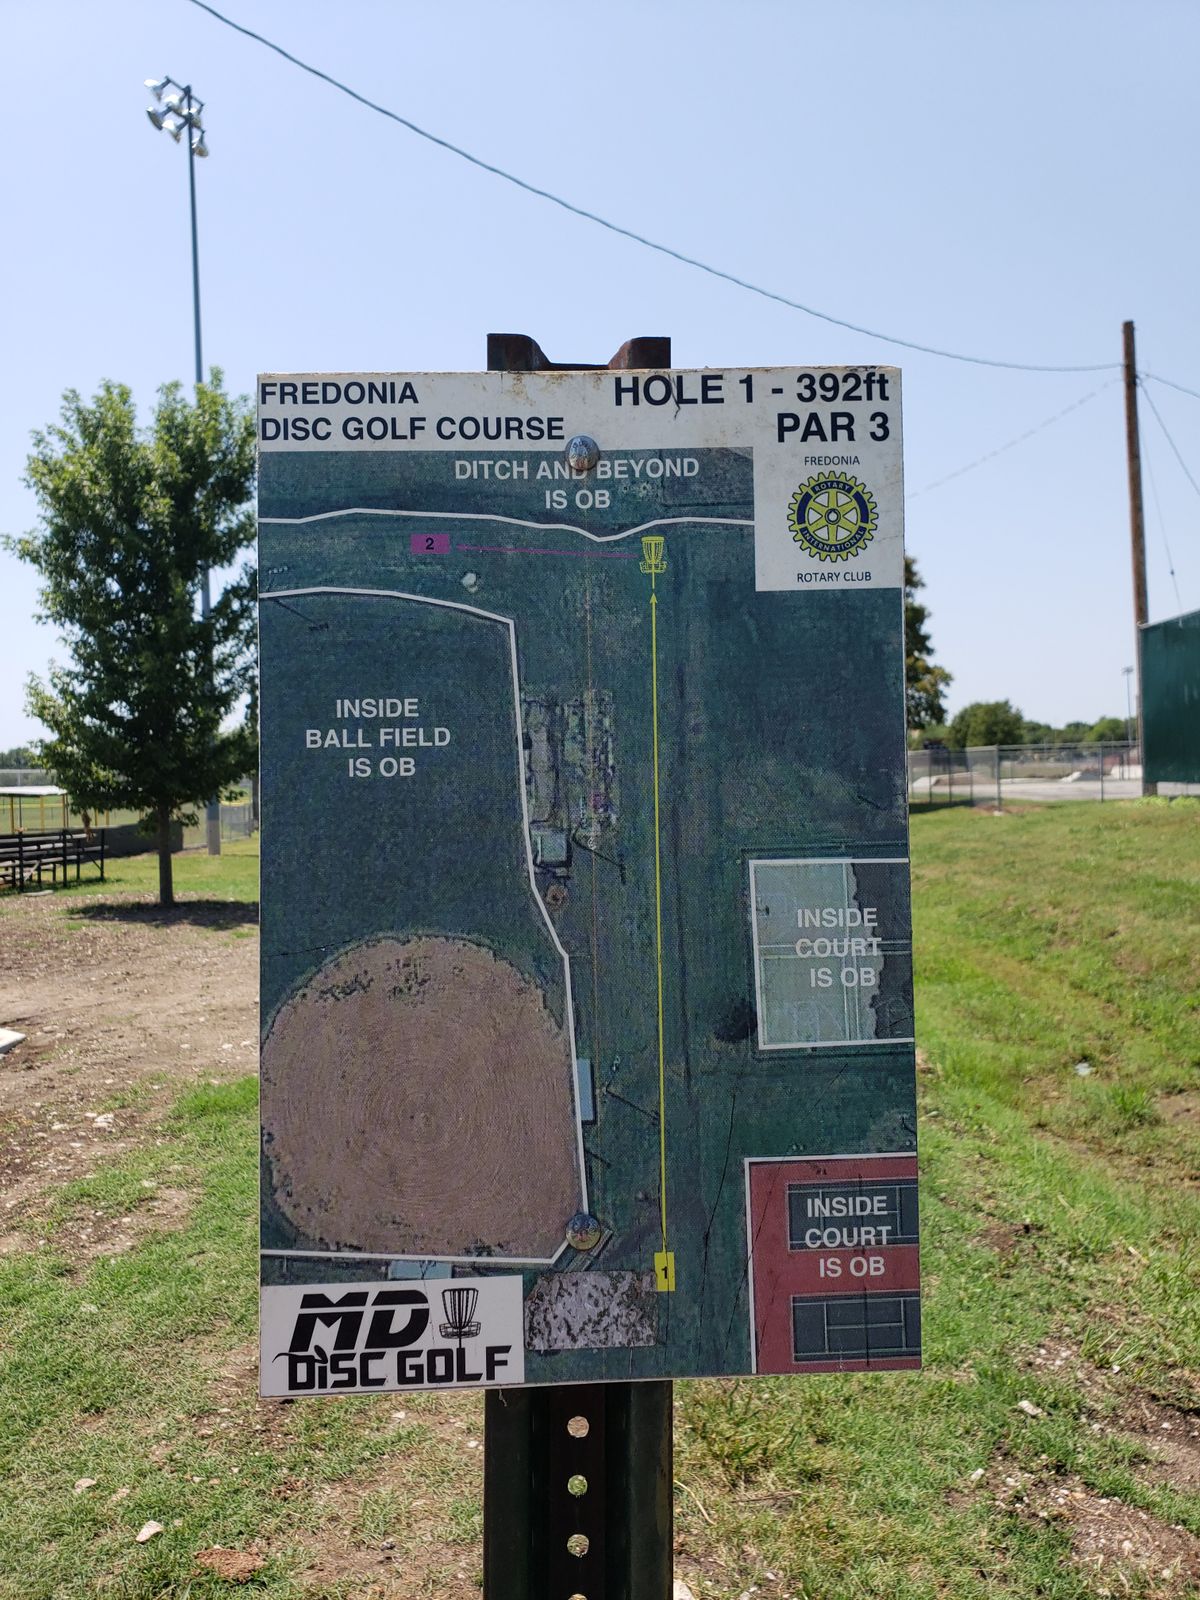 FREDONIA
DISC GOLF COURSE
HOLE 1 - 392ft
PAR 3
DITCH AND BEYOND
IS OB
FREDONIA
ROTARY
INTERNATIONAL
ROTARY CLUB
2
INSIDE
BALL FIELD
IS OB
INSIDE
COURT
IS OB
INSIDE
COURT
IS OB
1
MD
DISC GOLF